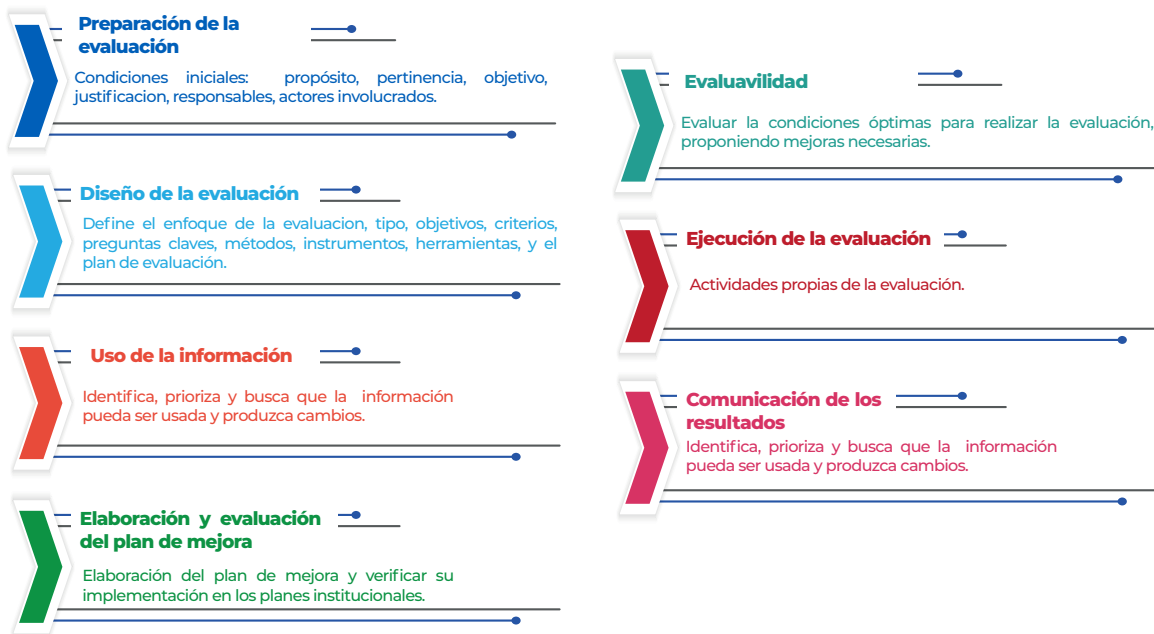 Preparación de la
evaluación
Condiciones iniciales: propósito, pertinencia, objetivo,
justificacion, responsables, actores involucrados.
Evaluavilidad
Evaluar la condiciones óptimas para realizar la evaluación,
proponiendo mejoras necesarias.
Diseño de la evaluación
Define el enfoque de la evaluacion, tipo, objetivos, criterios,
preguntas claves, métodos, instrumentos, herramientas, y el
plan de evaluación.
Ejecución de la evaluación
Actividades propias de la evaluación.
Uso de la información
Identifica, prioriza y busca que la información
pueda ser usada y produzca cambios.
Comunicación de los
resultados
Identifica, prioriza y busca que la información
pueda ser usada y produzca cambios.
Elaboración y evaluación
del plan de mejora
Elaboración del plan de mejora y verificar su
implementación en los planes institucionales.